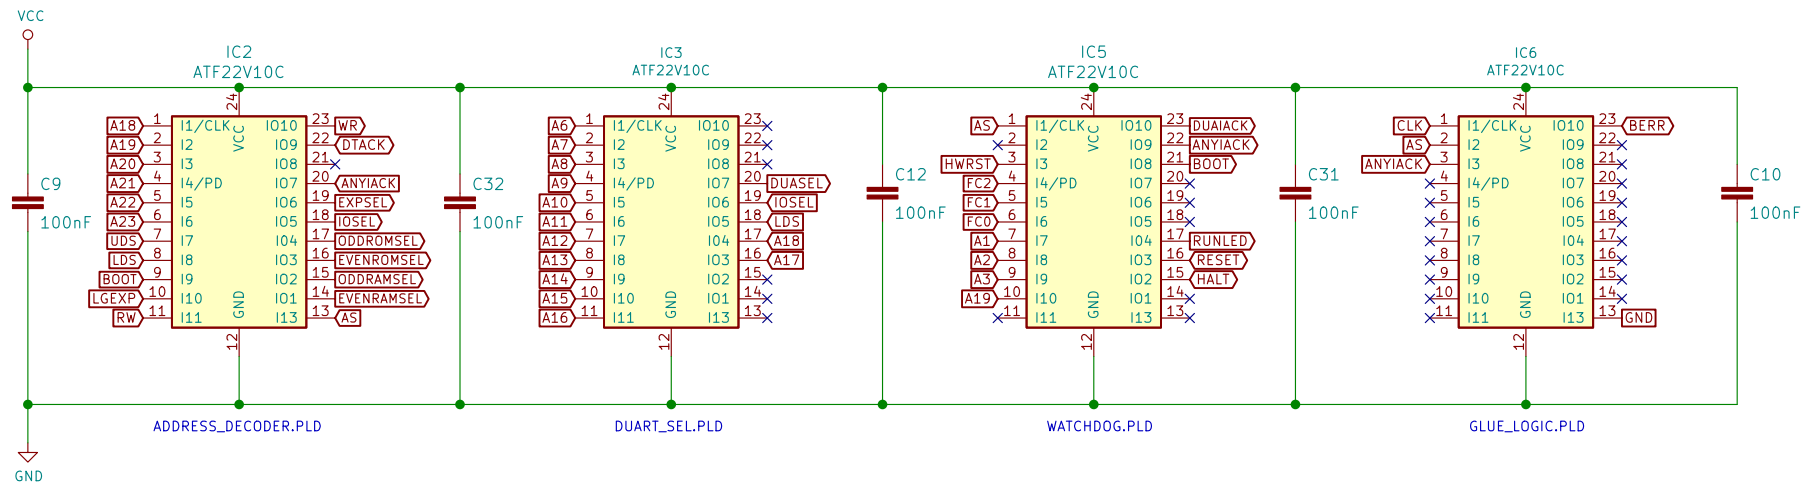 VCC
IC2
ATF22V10C
24
A18 1 I1/CLK VCC IO10 23 WR
A19 2 I2 IO9 22 DTACK
A20 3 I3 IO8 21
A21 4 I4/PD IO7 20 ANYIACK
A22 5 I5 IO6 19 EXPSEL
A23 6 I6 IO5 18 IOSEL
UDS 7 I7 IO4 17 ODDROMSEL
LDS 8 I8 IO3 16 EVENROMSEL
BOOT 9 I9 IO2 15 ODDRAMSEL
LGEXP 10 I10 GND IO1 14 EVENRAMSEL
RW 11 I11 I13 13 AS
12
ADDRESS_DECODER.PLD
C9
100nF
GND
IC3
ATF22V10C
24
A6 1 I1/CLK VCC IO10 23
A7 2 I2 IO9 22
A8 3 I3 IO8 21
A9 4 I4/PD IO7 20 DUASEL
A10 5 I5 IO6 19 IOSEL
A11 6 I6 IO5 18 LDS
A12 7 I7 IO4 17 A18
A13 8 I8 IO3 16 A17
A14 9 I9 IO2 15
A15 10 I10 GND IO1 14
A16 11 I11 I13 13
12
DUART_SEL.PLD
C32
100nF
IC5
ATF22V10C
24
AS 1 I1/CLK VCC IO10 23 DUAIACK
2 I2 IO9 22 ANYIACK
HWRST 3 I3 IO8 21 BOOT
FC2 4 I4/PD IO7 20
FC1 5 I5 IO6 19
FC0 6 I6 IO5 18
A1 7 I7 IO4 17 RUNLED
A2 8 I8 IO3 16 RESET
A3 9 I9 IO2 15 HALT
A19 10 I10 GND IO1 14
11 I11 I13 13
12
WATCHDOG.PLD
C12
100nF
IC6
ATF22V10C
24
CLK 1 I1/CLK VCC IO10 23 BERR
AS 2 I2 IO9 22
ANYIACK 3 I3 IO8 21
4 I4/PD IO7 20
5 I5 IO6 19
6 I6 IO5 18
7 I7 IO4 17
8 I8 IO3 16
9 I9 IO2 15
10 I10 GND IO1 14
11 I11 I13 13 GND
12
GLUE_LOGIC.PLD
C31
100nF
C10
100nF